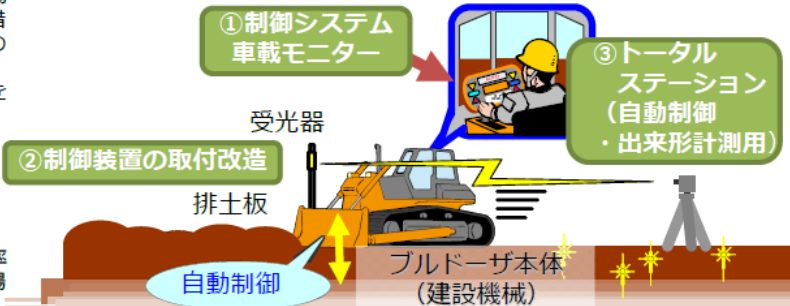 ①制御システム
車載モニター
③トータル
ステーション
（自動制御
・出来形計測用）
受光器
②制御装置の取付改造
排土板
自動制御
ブルドーザ本体
（建設機械）
を